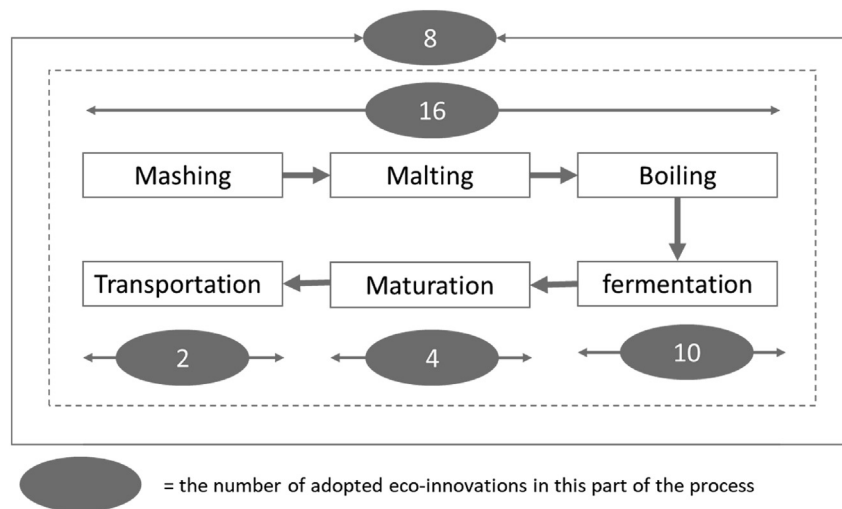 8
16
Mashing
Malting
Boiling
Transportation
Maturation
fermentation
2
4
10
= the number of adopted eco-innovations in this part of the process